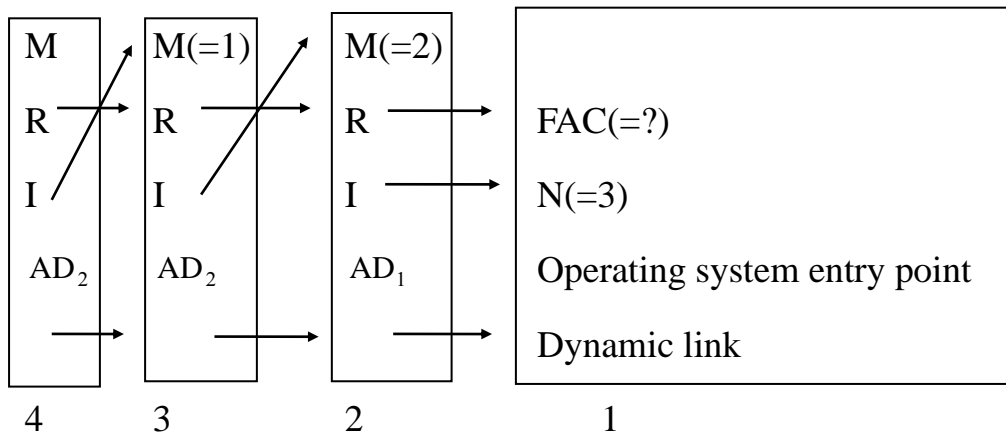 M M(=1) M(=2)
R R R FAC(=?)
I I I N(=3)
AD₂ AD₂ AD₁ Operating system entry point
Dynamic link
4 3 2 1